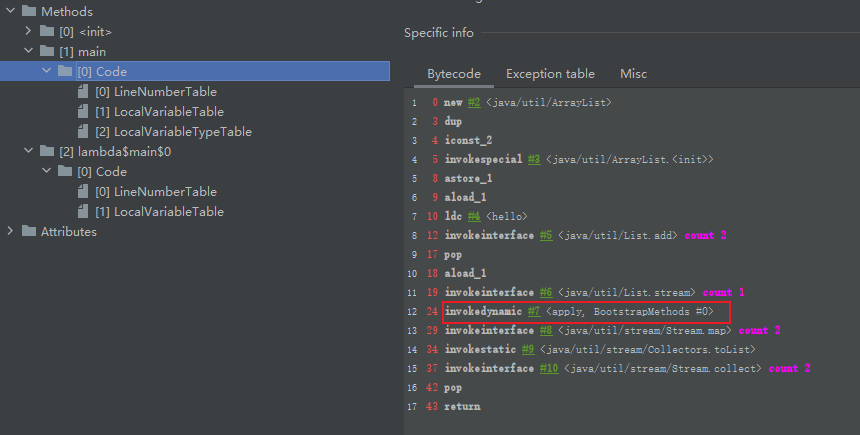 Methods
[0] <init>
[1] main
[0] Code
[0] LineNumberTable
[1] LocalVariableTable
[2] LocalVariableTypeTable
[2] lambda$main$0
[0] Code
[0] LineNumberTable
[1] LocalVariableTable
Attributes
Specific info
Bytecode Exception table Misc
1 0 new #2 <java/util/ArrayList>
2 3 dup
3 4 iconst_2
4 5 invokespecial #3 <java/util/ArrayList.<init>>
5 8 astore_1
6 9 aload_1
7 10 ldc #4 <hello>
8 12 invokeinterface #5 <java/util/List.add> count 2
9 17 pop
10 18 aload_1
11 19 invokeinterface #6 <java/util/List.stream> count 1
12 24 invokedynamic #7 <apply, BootstrapMethods #0>
13 29 invokeinterface #8 <java/util/stream/Stream.map> count 2
14 34 invokestatic #9 <java/util/stream/Collectors.toList>
15 37 invokeinterface #10 <java/util/stream/Stream.collect> count 2
16 42 pop
17 43 return